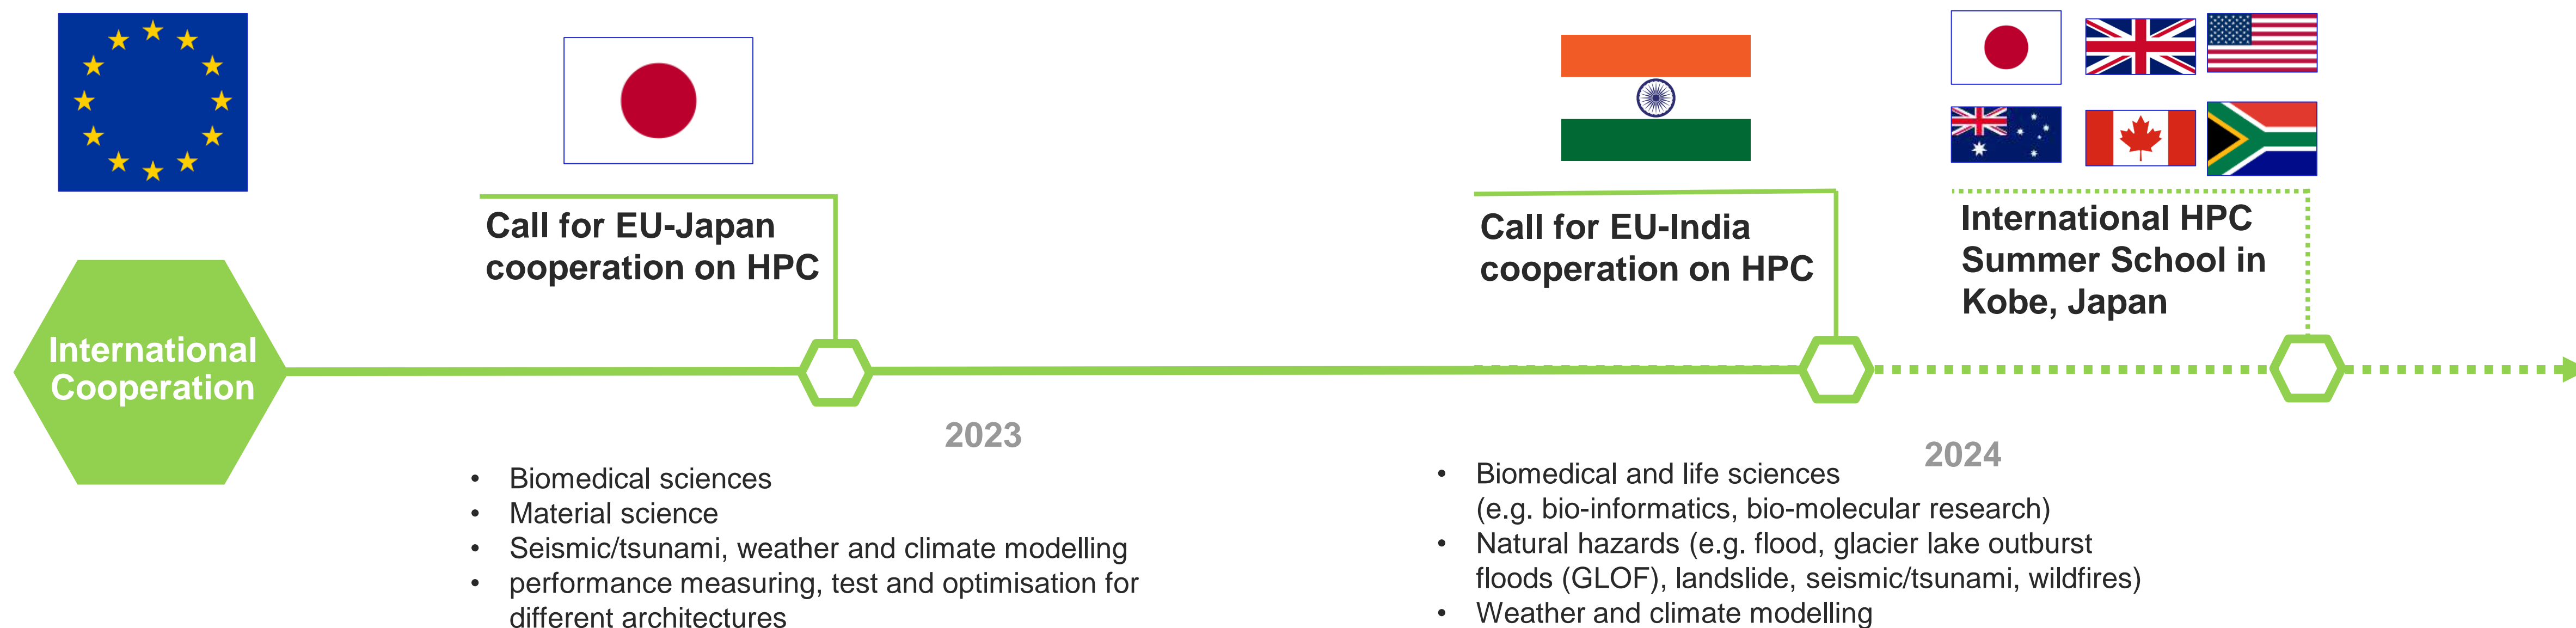 International
Cooperation
Call for EU-Japan
cooperation on HPC
2023
• Biomedical sciences
• Material science
• Seismic/tsunami, weather and climate modelling
• performance measuring, test and optimisation for
different architectures
Call for EU-India
cooperation on HPC
2024
• Biomedical and life sciences
(e.g. bio-informatics, bio-molecular research)
• Natural hazards (e.g. flood, glacier lake outburst
floods (GLOF), landslide, seismic/tsunami, wildfires)
• Weather and climate modelling
International HPC
Summer School in
Kobe, Japan